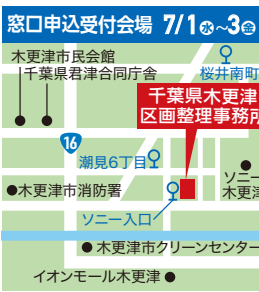 窓口申込受付会場 7/1水~3金
木更津市民会館
千葉県君津合同庁舎
桜井南町
千葉県木更津
区画整理事務所
16
潮見6丁目
ソニー
木更津
●木更津市消防署
ソニー入口
●木更津市クリーンセンター
イオンモール木更津●